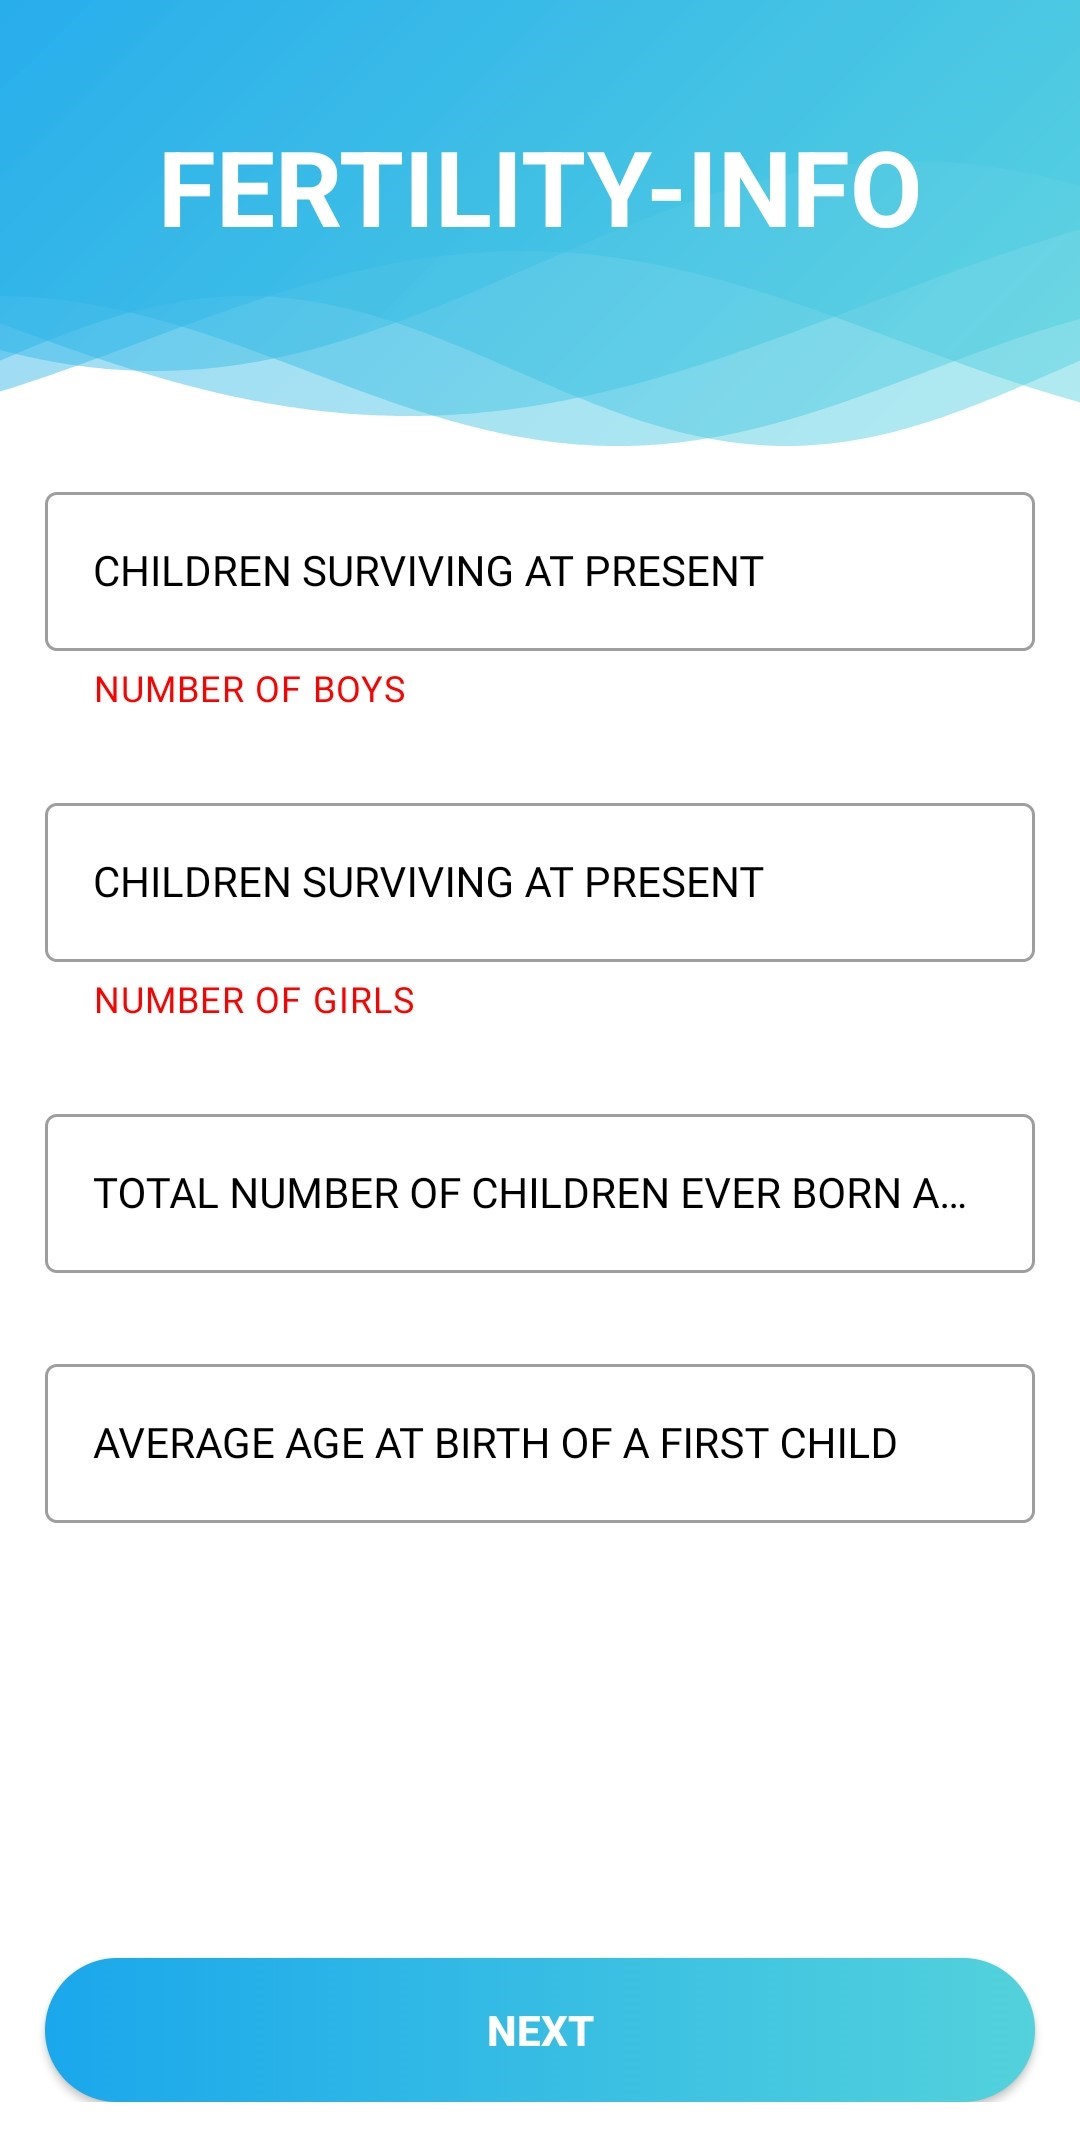 FERTILITY-INFO
CHILDREN SURVIVING AT PRESENT
NUMBER OF BOYS
CHILDREN SURVIVING AT PRESENT
NUMBER OF GIRLS
TOTAL NUMBER OF CHILDREN EVER BORN A...
AVERAGE AGE AT BIRTH OF A FIRST CHILD
NEXT